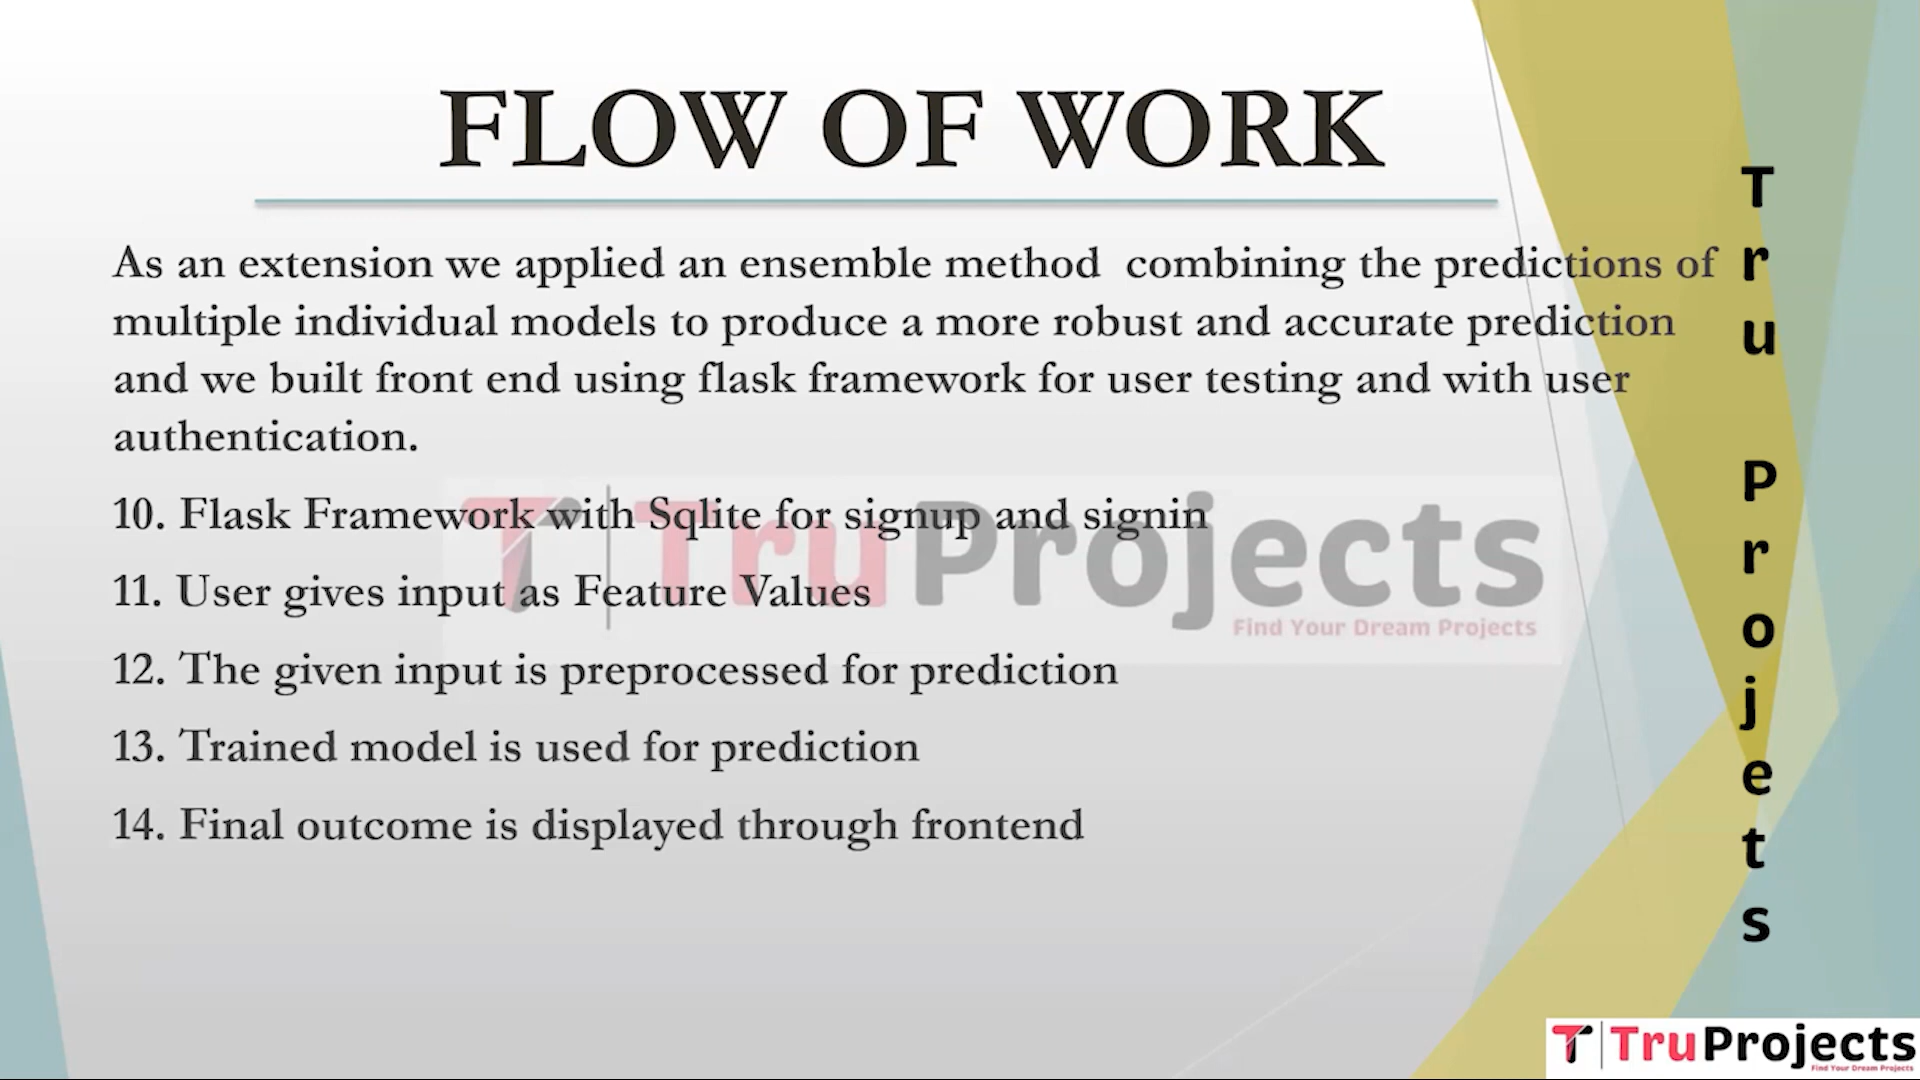 FLOW OF WORK
As an extension we applied an ensemble method combining the predictions of
multiple individual models to produce a more robust and accurate prediction
and we built front end using flask framework for user testing and with user
authentication.
10. Flask Framework with Sqlite for signup and signin
11. User gives input as Feature Values
12. The given input is preprocessed for prediction
13. Trained model is used for prediction
14. Final outcome is displayed through frontend
TruProjects
Find Your Dream Projects
Tru Projets
TruProjects
Find Your Dream Projects